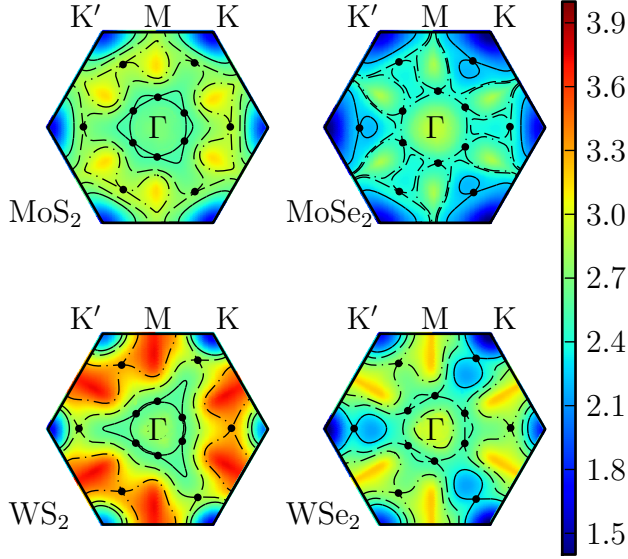 K′ M K
K′ M K
3.9
3.6
3.3
3.0
2.7
2.4
2.1
1.8
1.5
Γ
Γ
MoS₂
MoSe₂
K′ M K
K′ M K
Γ
Γ
WS₂
WSe₂